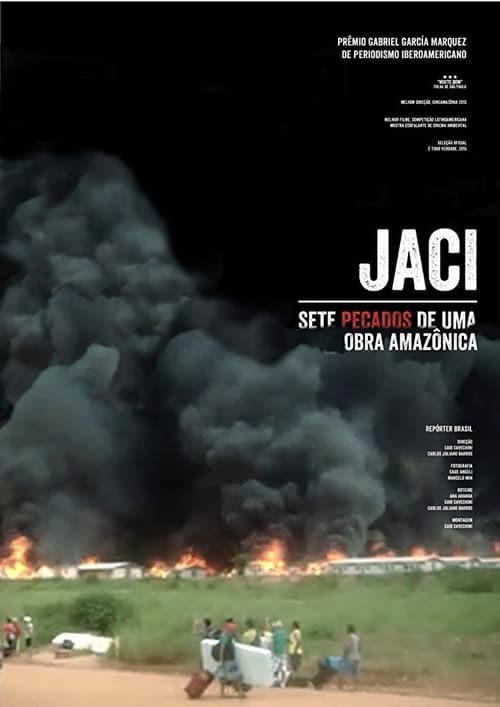 PRÊMIO GABRIEL GARCÍA MARQUEZ
DE PERIODISMO IBEROAMERICANO
★★★
"MUITO BOM"
FOLHA DE SÃO PAULO
MELHOR DIREÇÃO, CINEAMAZÔNIA 2015
MELHOR FILME, COMPETIÇÃO LATINOAMERICANA
MOSTRA ECOFALANTE DE CINEMA AMBIENTAL
SELEÇÃO OFICIAL
É TUDO VERDADE, 2015
JACI
SETE PECADOS DE UMA
OBRA AMAZÔNICA
REPÓRTER BRASIL
DIREÇÃO
CAIO CAVECHINI
CARLOS JULIANO BARROS
FOTOGRAFIA
CAUE ANGELI
MARCELO MIN
ROTEIRO
ANA ARANHA
CAIO CAVECHINI
CARLOS JULIANO BARROS
MONTAGEM
CAIO CAVECHINI